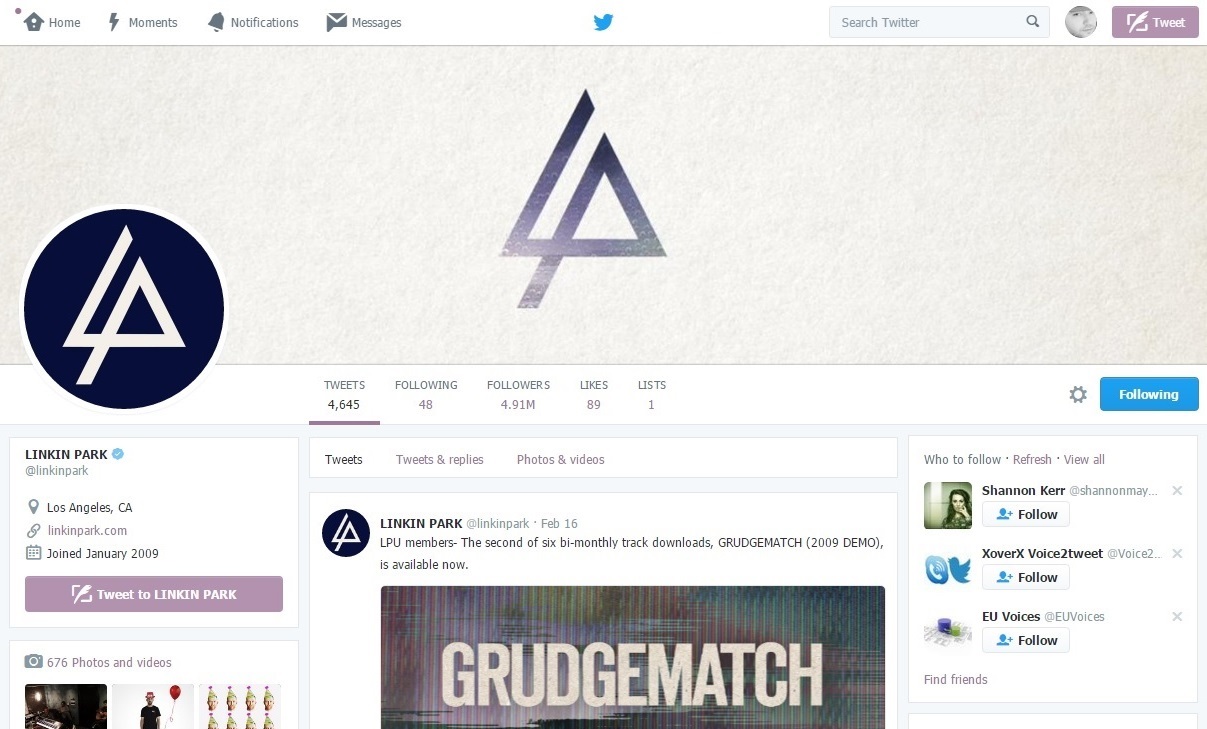 Home
Moments
Notifications
Messages
Search Twitter
Tweet
TWEETS
4,645
FOLLOWING
48
FOLLOWERS
4.91M
LIKES
89
LISTS
1
Following
LINKIN PARK
@linkinpark
Los Angeles, CA
linkinpark.com
Joined January 2009
Tweet to LINKIN PARK
676 Photos and videos
Tweets
Tweets & replies
Photos & videos
LINKIN PARK @linkinpark · Feb 16
LPU members- The second of six bi-monthly track downloads, GRUDGEMATCH (2009 DEMO),
is available now.
GRUDGEMATCH
Who to follow · Refresh · View all
Shannon Kerr @shannonmay...
Follow
XoverX Voice2tweet @Voice2..
Follow
EU Voices @EUVoices
Follow
Find friends